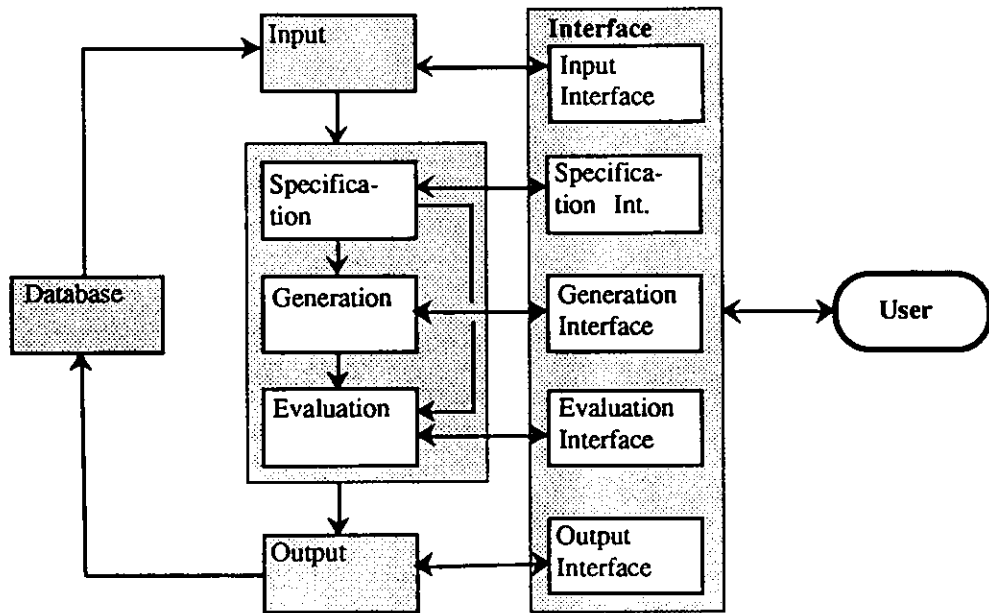 Input
Interface
Input
Interface
Specifica-
tion
Specifica-
tion Int.
Database
Generation
Generation
Interface
User
Evaluation
Evaluation
Interface
Output
Output
Interface